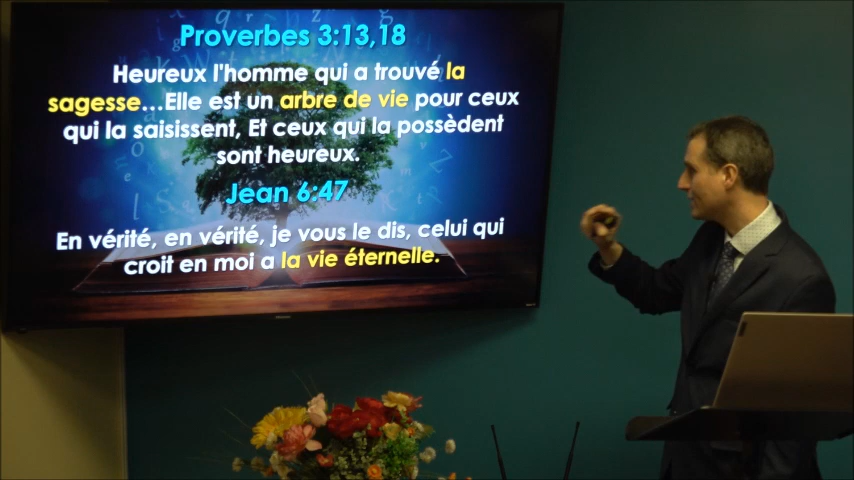 Proverbes 3:13,18
Heureux l'homme qui a trouvé la
sagesse...Elle est un arbre de vie pour ceux
qui la saisissent, Et ceux qui la possèdent
sont heureux.
Jean 6:47
En vérité, en vérité, je vous le dis, celui qui
croit en moi a la vie éternelle.